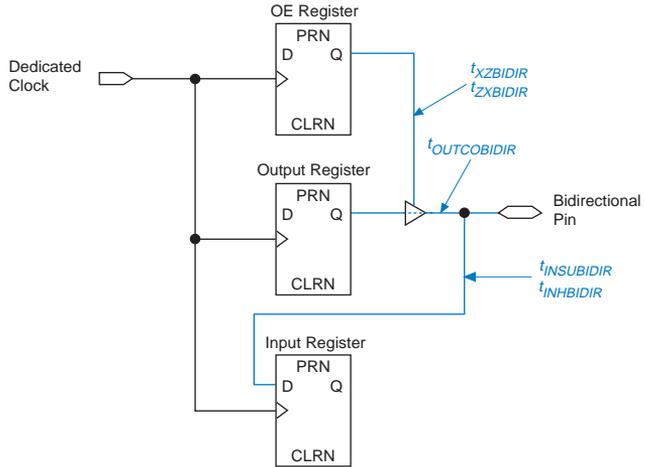 OE Register
PRN
D Q
CLRN
Dedicated
Clock
tXZBIDIR
tZXBIDIR
tOUTCOBIDIR
Output Register
PRN
D Q
CLRN
Bidirectional
Pin
tINSUBIDIR
tINHBIDIR
Input Register
PRN
D Q
CLRN